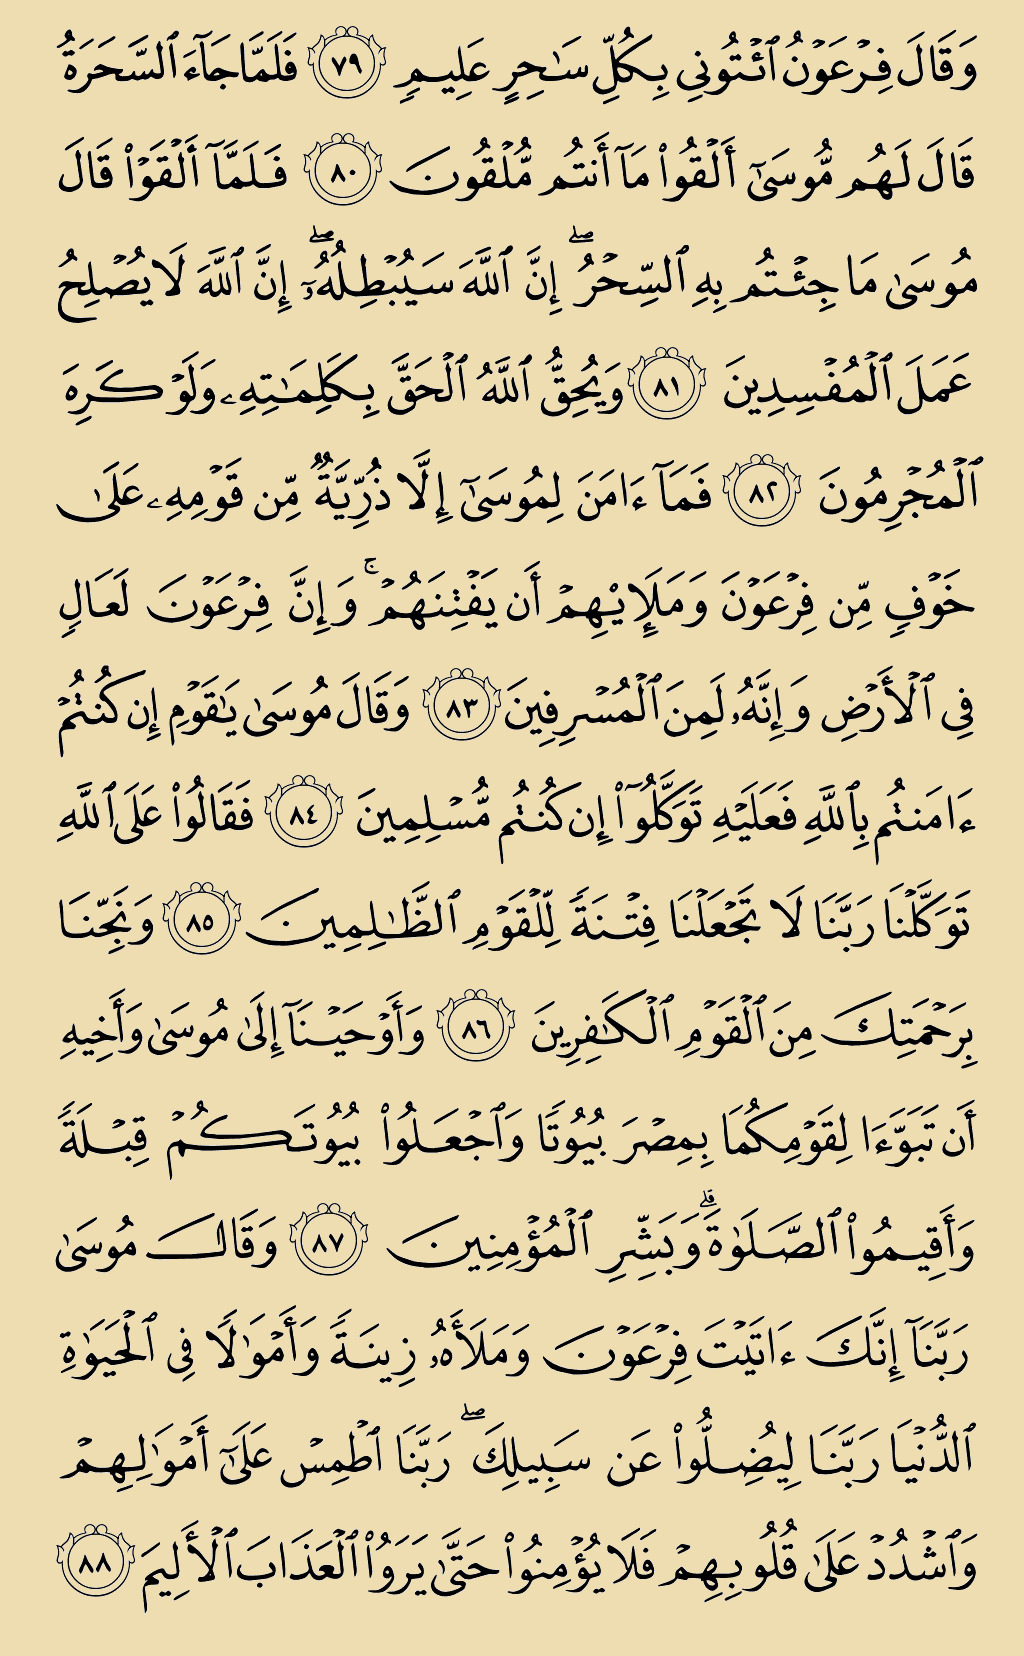 وَقَالَ فِرْعَوْنُ ٱئْتُونِى بِكُلِّ سَـٰحِرٍ عَلِيمٍ ٧٩ فَلَمَّا جَآءَ ٱلسَّحَرَةُ
قَالَ لَهُم مُّوسَىٰٓ أَلْقُوا۟ مَآ أَنتُم مُّلْقُونَ ٨٠ فَلَمَّآ أَلْقَوْا۟ قَالَ
مُوسَىٰ مَا جِئْتُم بِهِ ٱلسِّحْرُ ۖ إِنَّ ٱللَّهَ سَيُبْطِلُهُۥٓ ۖ إِنَّ ٱللَّهَ لَا يُصْلِحُ
عَمَلَ ٱلْمُفْسِدِينَ ٨١ وَيُحِقُّ ٱللَّهُ ٱلْحَقَّ بِكَلِمَـٰتِهِۦ وَلَوْ كَرِهَ
ٱلْمُجْرِمُونَ ٨٢ فَمَآ ءَامَنَ لِمُوسَىٰٓ إِلَّا ذُرِّيَّةٌ مِّن قَوْمِهِۦ عَلَىٰ
خَوْفٍ مِّن فِرْعَوْنَ وَمَلَإِي۟هِمْ أَن يَفْتِنَهُمْ ۚ وَإِنَّ فِرْعَوْنَ لَعَالٍ
فِى ٱلْأَرْضِ وَإِنَّهُۥ لَمِنَ ٱلْمُسْرِفِينَ ٨٣ وَقَالَ مُوسَىٰ يَـٰقَوْمِ إِن كُنتُمْ
ءَامَنتُم بِٱللَّهِ فَعَلَيْهِ تَوَكَّلُوٓا۟ إِن كُنتُم مُّسْلِمِينَ ٨٤ فَقَالُوا۟ عَلَى ٱللَّهِ
تَوَكَّلْنَا رَبَّنَا لَا تَجْعَلْنَا فِتْنَةً لِّلْقَوْمِ ٱلظَّـٰلِمِينَ ٨٥ وَنَجِّنَا
بِرَحْمَتِكَ مِنَ ٱلْقَوْمِ ٱلْكَـٰفِرِينَ ٨٦ وَأَوْحَيْنَآ إِلَىٰ مُوسَىٰ وَأَخِيهِ
أَن تَبَوَّءَا لِقَوْمِكُمَا بِمِصْرَ بُيُوتًا وَٱجْعَلُوا۟ بُيُوتَكُمْ قِبْلَةً
وَأَقِيمُوا۟ ٱلصَّلَوٰةَ ۗ وَبَشِّرِ ٱلْمُؤْمِنِينَ ٨٧ وَقَالَ مُوسَىٰ
رَبَّنَآ إِنَّكَ ءَاتَيْتَ فِرْعَوْنَ وَمَلَأَهُۥ زِينَةً وَأَمْوَٰلًا فِى ٱلْحَيَوٰةِ
ٱلدُّنْيَا رَبَّنَا لِيُضِلُّوا۟ عَن سَبِيلِكَ ۖ رَبَّنَا ٱطْمِسْ عَلَىٰٓ أَمْوَٰلِهِمْ
وَٱشْدُدْ عَلَىٰ قُلُوبِهِمْ فَلَا يُؤْمِنُوا۟ حَتَّىٰ يَرَوُا۟ ٱلْعَذَابَ ٱلْأَلِيمَ ٨٨